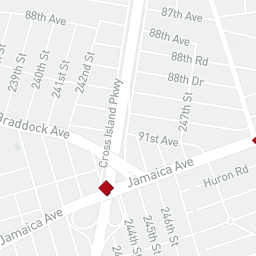 87th Ave
88th Ave
88th Ave
88th Rd
88th Dr
239th St
240th St
241st St
242nd St
Cross Island Pkwy
247th St
Braddock Ave
91st Ave
Jamaica Ave
Huron Rd
Jamaica Ave
244th St
245th St
246th St